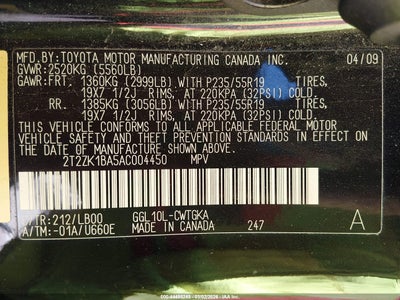 MFD. BY:TOYOTA MOTOR MANUFACTURING CANADA INC. 04/09
GVWR:2520KG (5560LB)
GAWR:FRT. 1360KG (2999LB) WITH P235/55R19 TIRES,
19X7 1/2J RIMS, AT 220KPA (32PSI) COLD.
RR. 1385KG (3056LB) WITH P235/55R19 TIRES,
19X7 1/2J RIMS, AT 220KPA (32PSI) COLD.
THIS VEHICLE CONFORMS TO ALL APPLICABLE FEDERAL MOTOR
VEHICLE SAFETY STANDARDS IN EFFECT ON THE DATE OF
MANUFACTURE SHOWN ABOVE.
2T2ZK1BA5AC004450 MPV
C/TR:212/LB00 GGL10L-CWTGKA
A/TM:-01A/U660E MADE IN CANADA 247 A